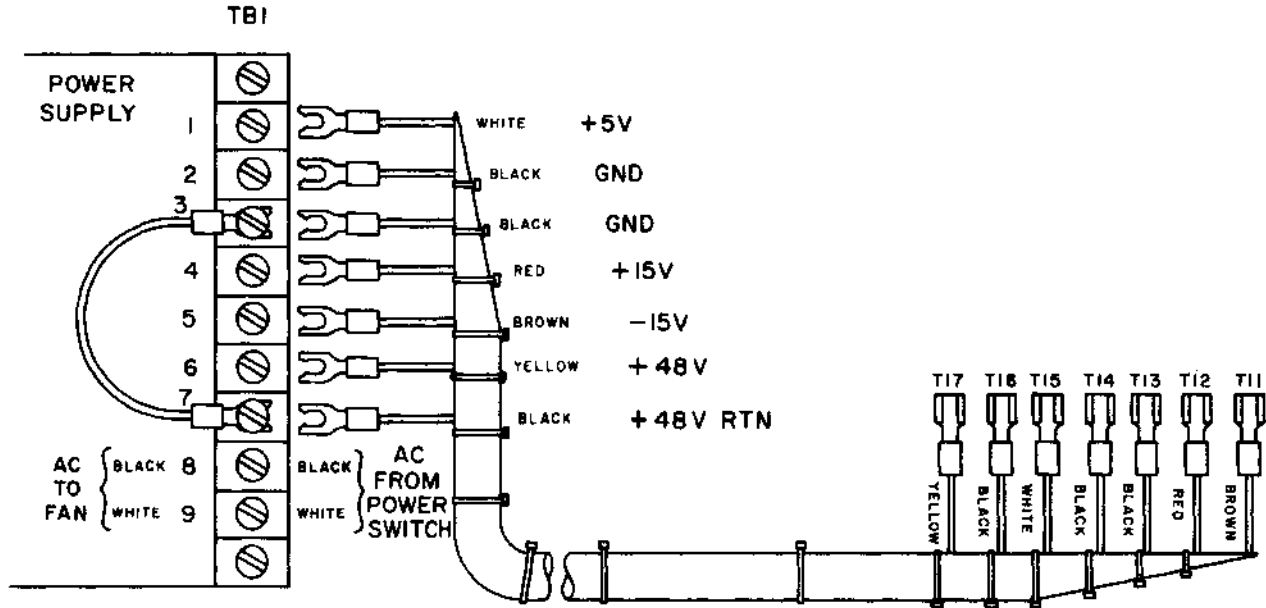 TB1
POWER
SUPPLY
1 WHITE +5V
2 BLACK GND
3 BLACK GND
4 RED +15V
5 BROWN -15V
6 YELLOW +48V
7 BLACK +48V RTN
AC
TO
FAN
BLACK 8
WHITE 9
BLACK
WHITE
AC
FROM
POWER
SWITCH
T17 T16 T15 T14 T13 T12 T11
YELLOW
BLACK
WHITE
BLACK
BLACK
RED
BROWN